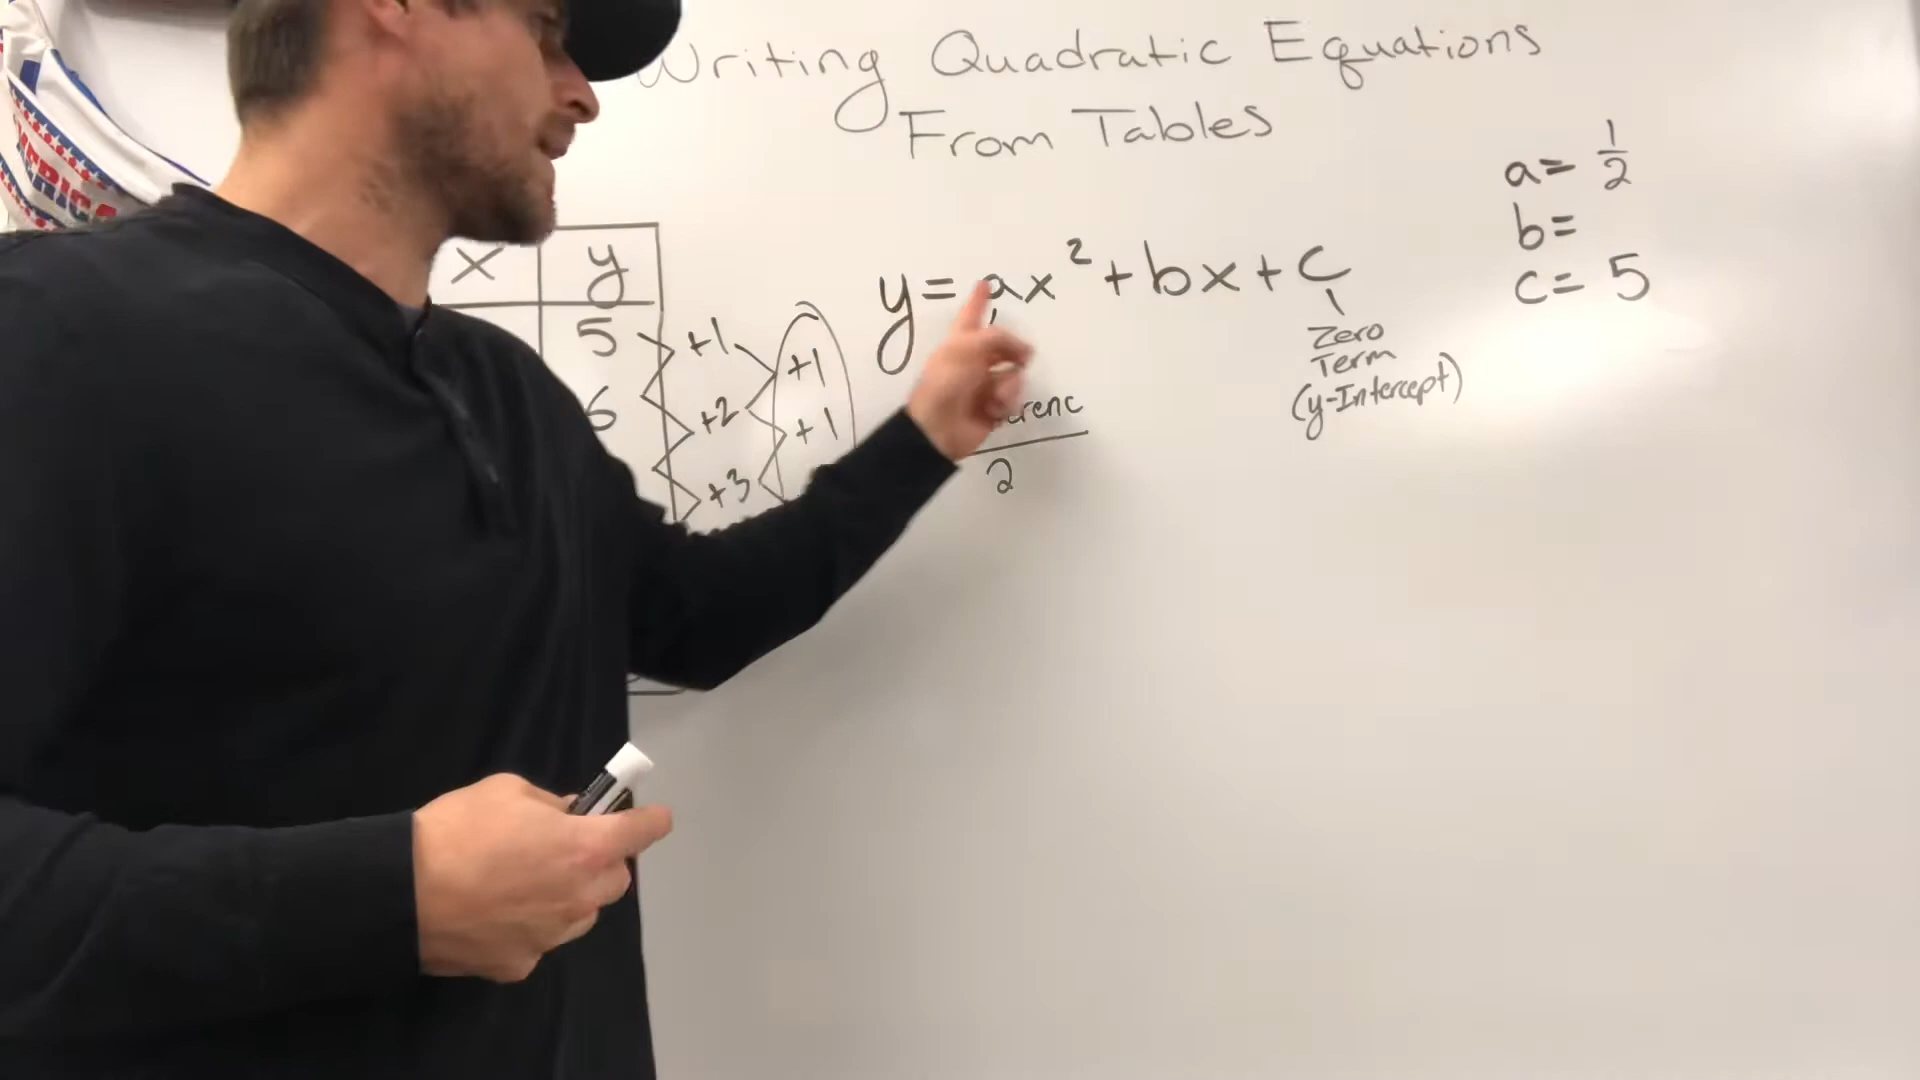 Writing Quadratic Equations
From Tables
a= 1/2
b=
c= 5
x y
5
6
+1
+2
+3
+1
+1
y=ax²+bx+c
Zero
Term
(y-Intercept)
2